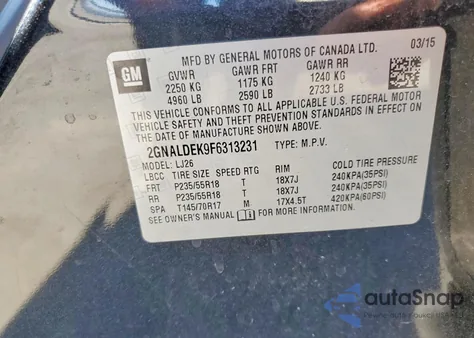 MFD BY GENERAL MOTORS OF CANADA LTD. 03/15
GM
GVWR GAWR FRT GAWR RR
2250 KG 1175 KG 1240 KG
4960 LB 2590 LB 2733 LB
THIS VEHICLE CONFORMS TO ALL APPLICABLE U.S. FEDERAL MOTOR
VEHICLE SAFETY AND THEFT PREVENTION STANDARDS IN EFFECT ON
THE DATE OF MANUFACTURE SHOWN ABOVE.
2GNALDEK9F6313231 TYPE: M.P.V.
MODEL: LJ26
LBCC TIRE SIZE SPEED RTG RIM COLD TIRE PRESSURE
FRT P235/55R18 T 18X7J 240KPA(35PSI)
RR P235/55R18 T 18X7J 240KPA(35PSI)
SPA T145/70R17 M 17X4.5T 420KPA(60PSI)
SEE OWNER'S MANUAL FOR ADDITIONAL INFORMATION.
autoSnap